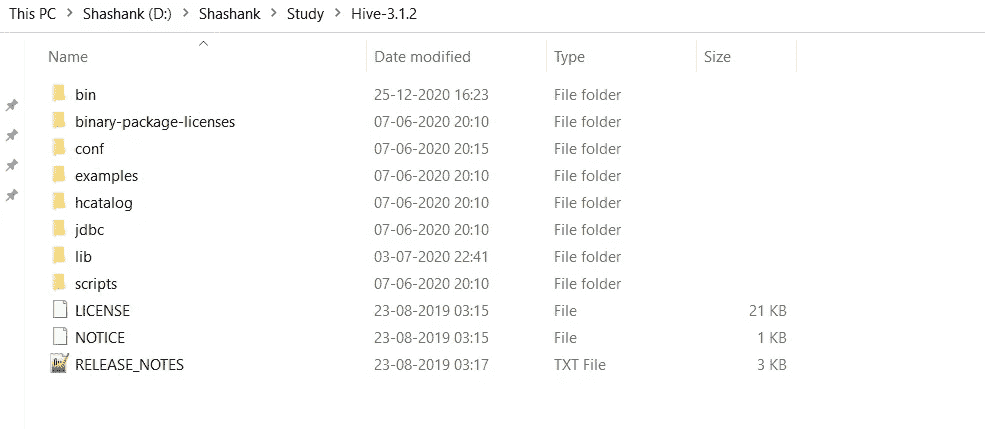 This PC > Shashank (D:) > Shashank > Study > Hive-3.1.2
Name Date modified Type Size
bin 25-12-2020 16:23 File folder
binary-package-licenses 07-06-2020 20:10 File folder
conf 07-06-2020 20:15 File folder
examples 07-06-2020 20:10 File folder
hcatalog 07-06-2020 20:10 File folder
jdbc 07-06-2020 20:10 File folder
lib 03-07-2020 22:41 File folder
scripts 07-06-2020 20:10 File folder
LICENSE 23-08-2019 03:15 File 21 KB
NOTICE 23-08-2019 03:15 File 1 KB
RELEASE_NOTES 23-08-2019 03:17 TXT File 3 KB